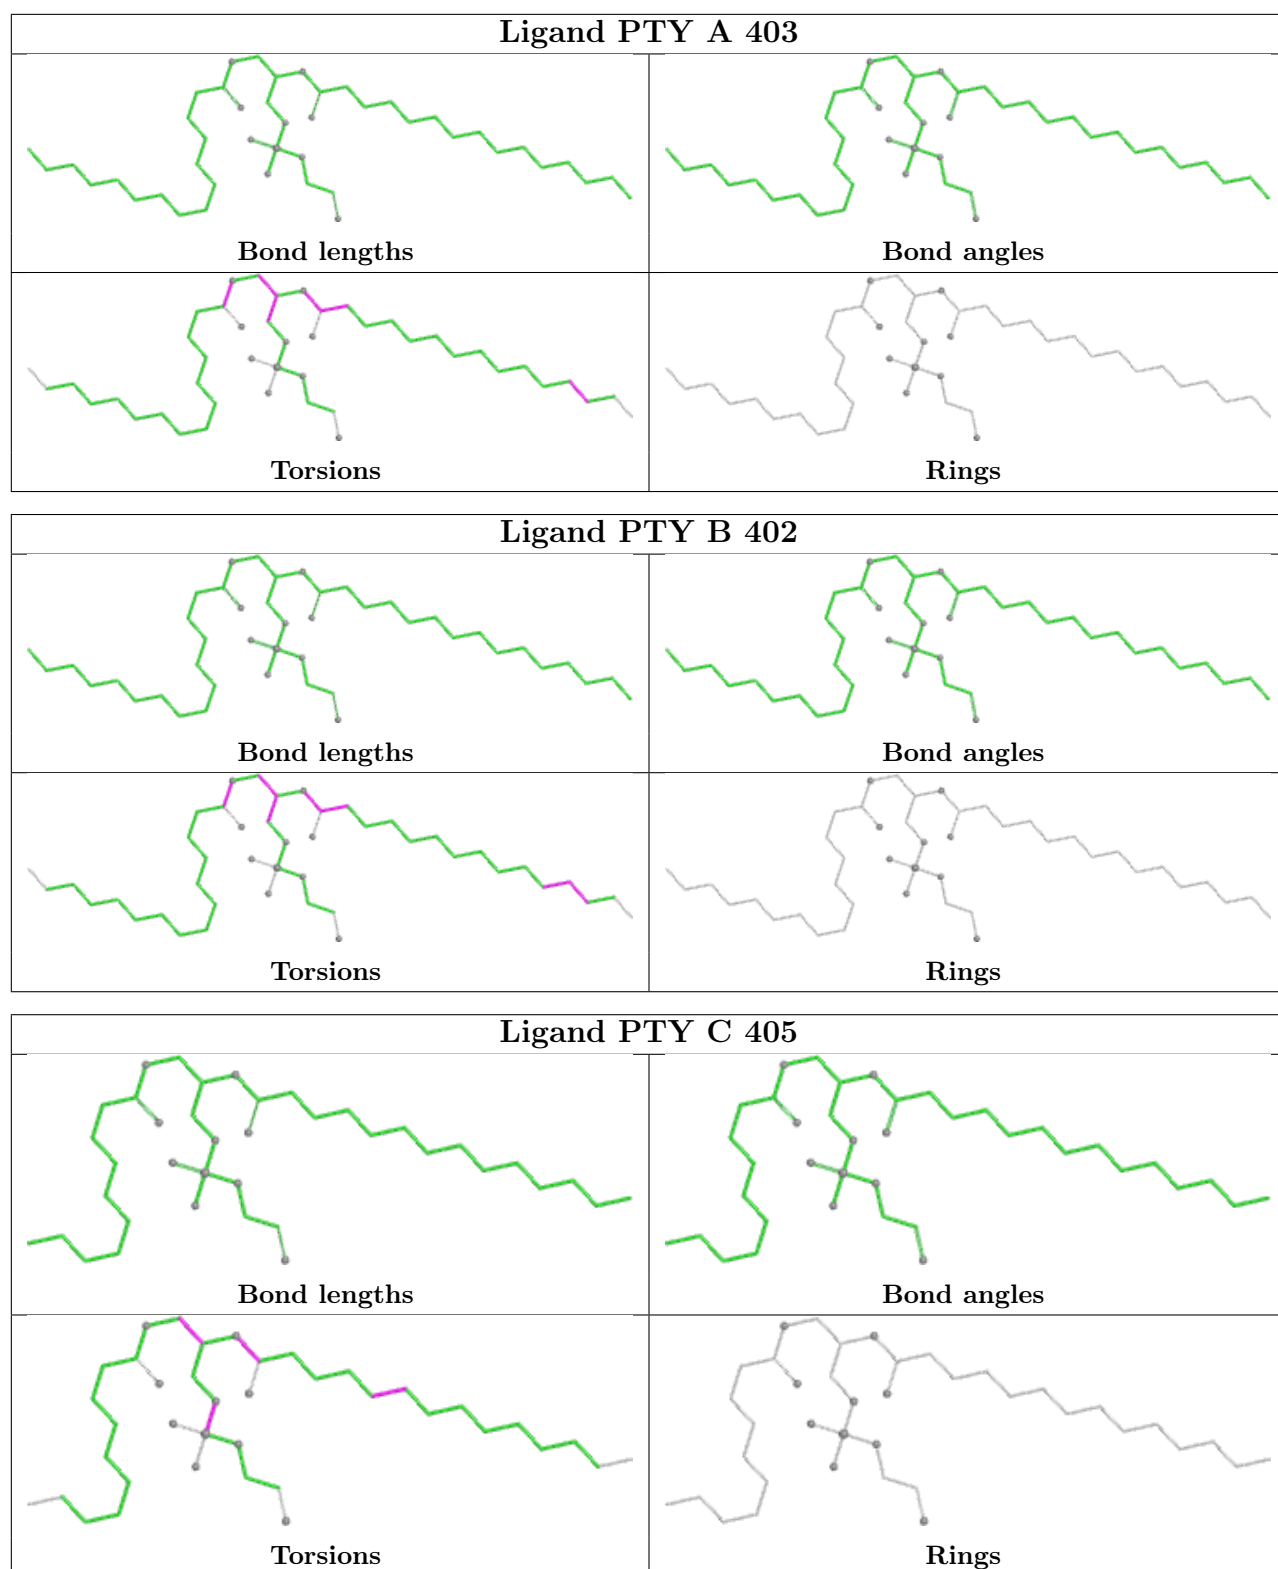 Ligand PTY A 403
Bond lengths
Bond angles
Torsions
Rings
Ligand PTY B 402
Bond lengths
Bond angles
Torsions
Rings
Ligand PTY C 405
Bond lengths
Bond angles
Torsions
Rings